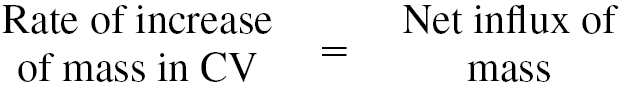 Rate of increase
of mass in CV
=
Net influx of
mass